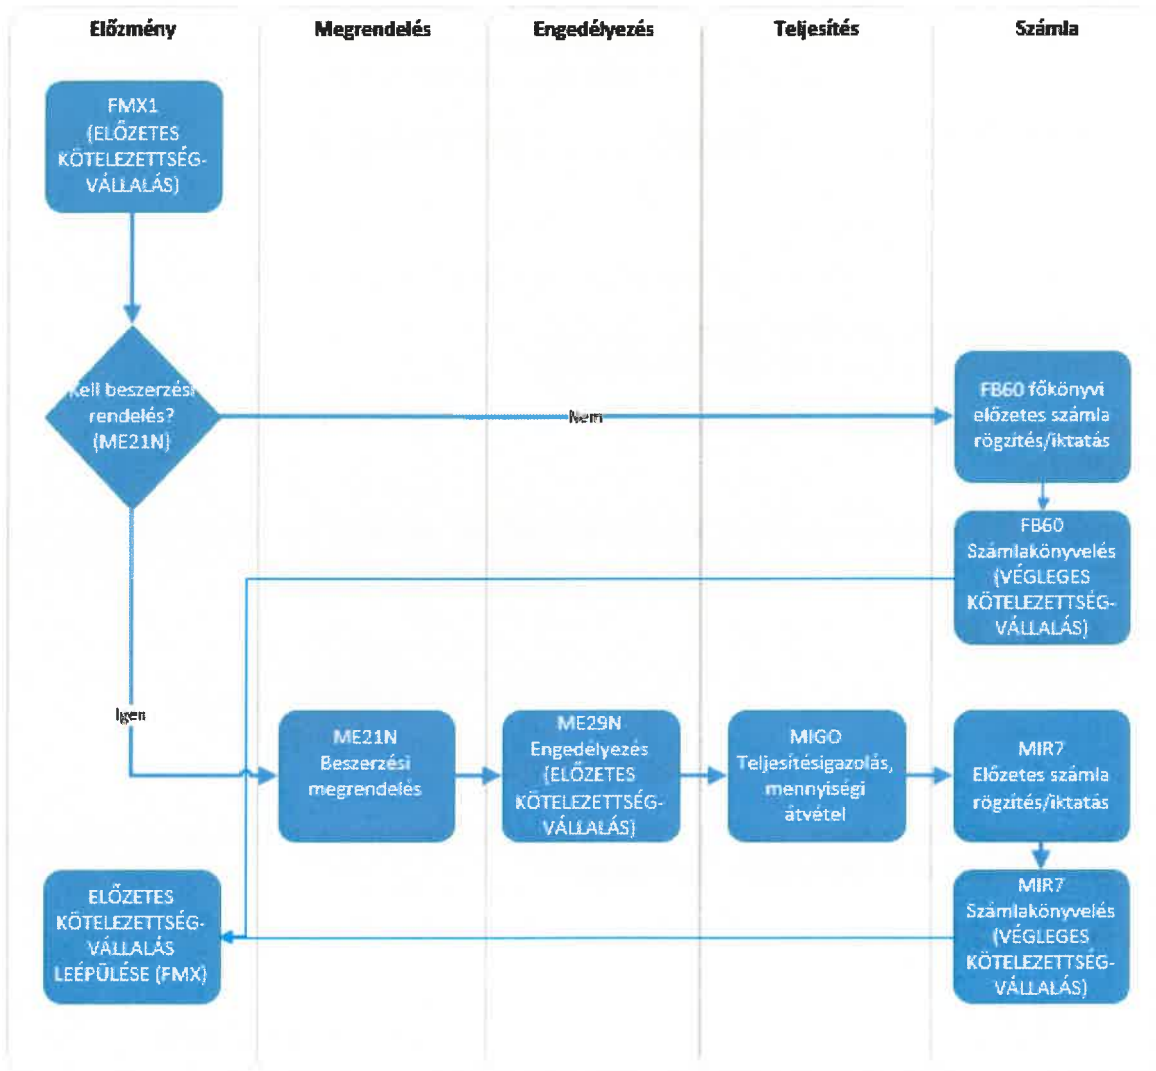 Előzmény
Megrendelés
Engedélyezés
Teljesítés
Számla
FMX1
(ELŐZETES
KÖTELEZETTSÉG-
VÁLLALÁS)
Kell beszerzési
rendelés?
(ME21N)
Nem
FB60 főkönyvi
előzetes számla
rögzítés/iktatás
FB60
Számlakönyvelés
(VÉGLEGES
KÖTELEZETTSÉG-
VÁLLALÁS)
Igen
ME21N
Beszerzési
megrendelés
ME29N
Engedélyezés
(ELŐZETES
KÖTELEZETTSÉG-
VÁLLALÁS)
MIGO
Teljesítésigazolás,
mennyiségi
átvétel
MIR7
Előzetes számla
rögzítés/iktatás
ELŐZETES
KÖTELEZETTSÉG-
VÁLLALÁS
LEÉPÜLÉSE (FMX)
MIR7
Számlakönyvelés
(VÉGLEGES
KÖTELEZETTSÉG-
VÁLLALÁS)